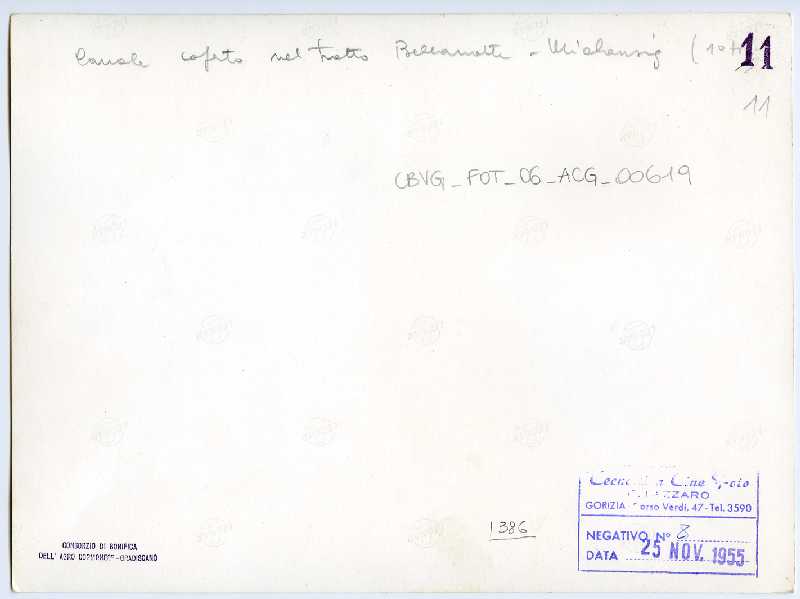 Canale coperto nel tratto Bellanotte - Michensig (10
11
11
CBVG_FOT_06_ACG_00619
GORIZIA Corso Verdi, 47-Tel. 3590
NEGATIVO N° 8
DATA 25 NOV. 1955
1386
CONSORZIO DI BONIFICA
DELL'AGRO CORMONESE-GRADISCANO